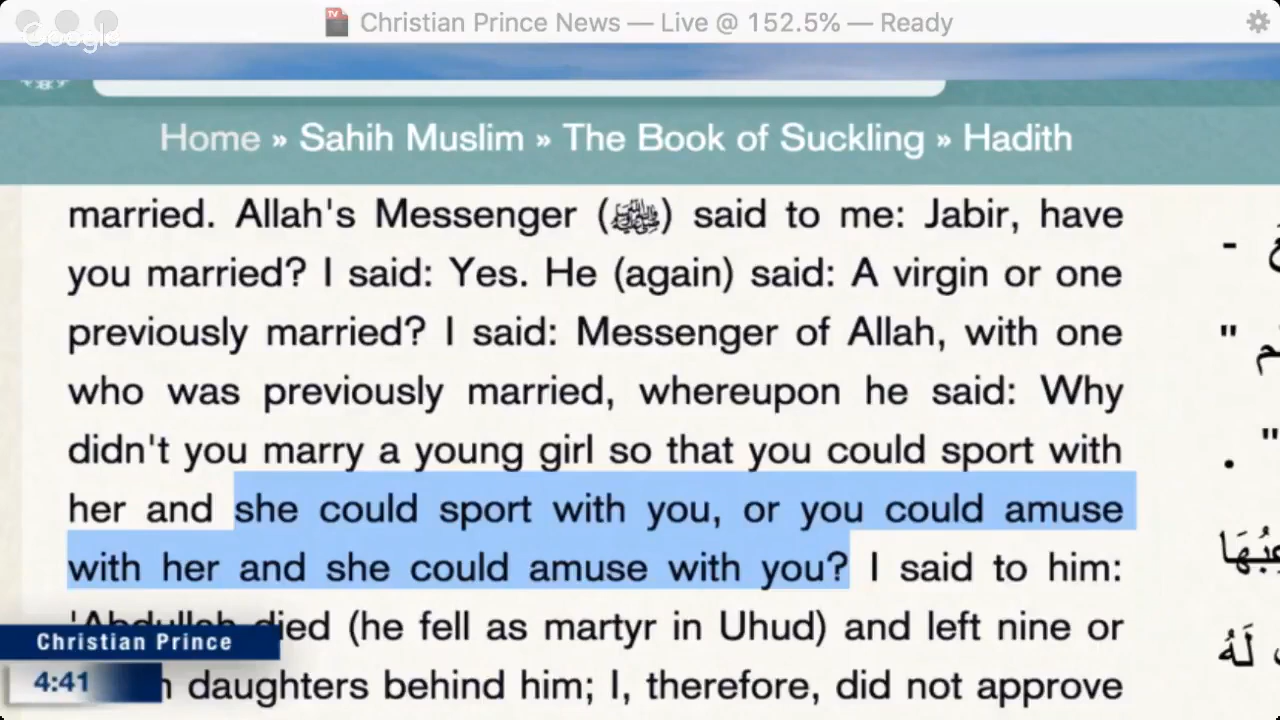 Christian Prince News — Live @ 152.5% — Ready
Google
Home » Sahih Muslim » The Book of Suckling » Hadith
married. Allah's Messenger (ﷺ) said to me: Jabir, have
you married? I said: Yes. He (again) said: A virgin or one
previously married? I said: Messenger of Allah, with one
who was previously married, whereupon he said: Why
didn't you marry a young girl so that you could sport with
her and she could sport with you, or you could amuse
with her and she could amuse with you? I said to him:
'Abdullah died (he fell as martyr in Uhud) and left nine or
daughters behind him; I, therefore, did not approve
Christian Prince
4:41
لَهُ